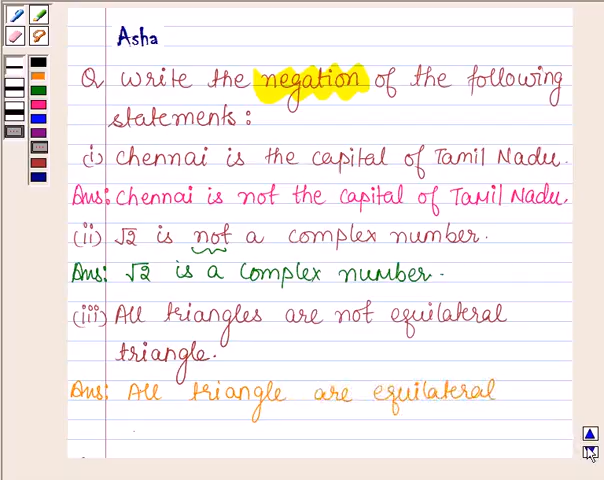 Asha
Q Write the negation of the following
statements:
(i) Chennai is the capital of Tamil Nadu.
Ans: Chennai is not the capital of Tamil Nadu.
(ii) √2 is not a complex number.
Ans: √2 is a complex number.
(iii) All triangles are not equilateral
triangle.
Ans: All triangle are equilateral